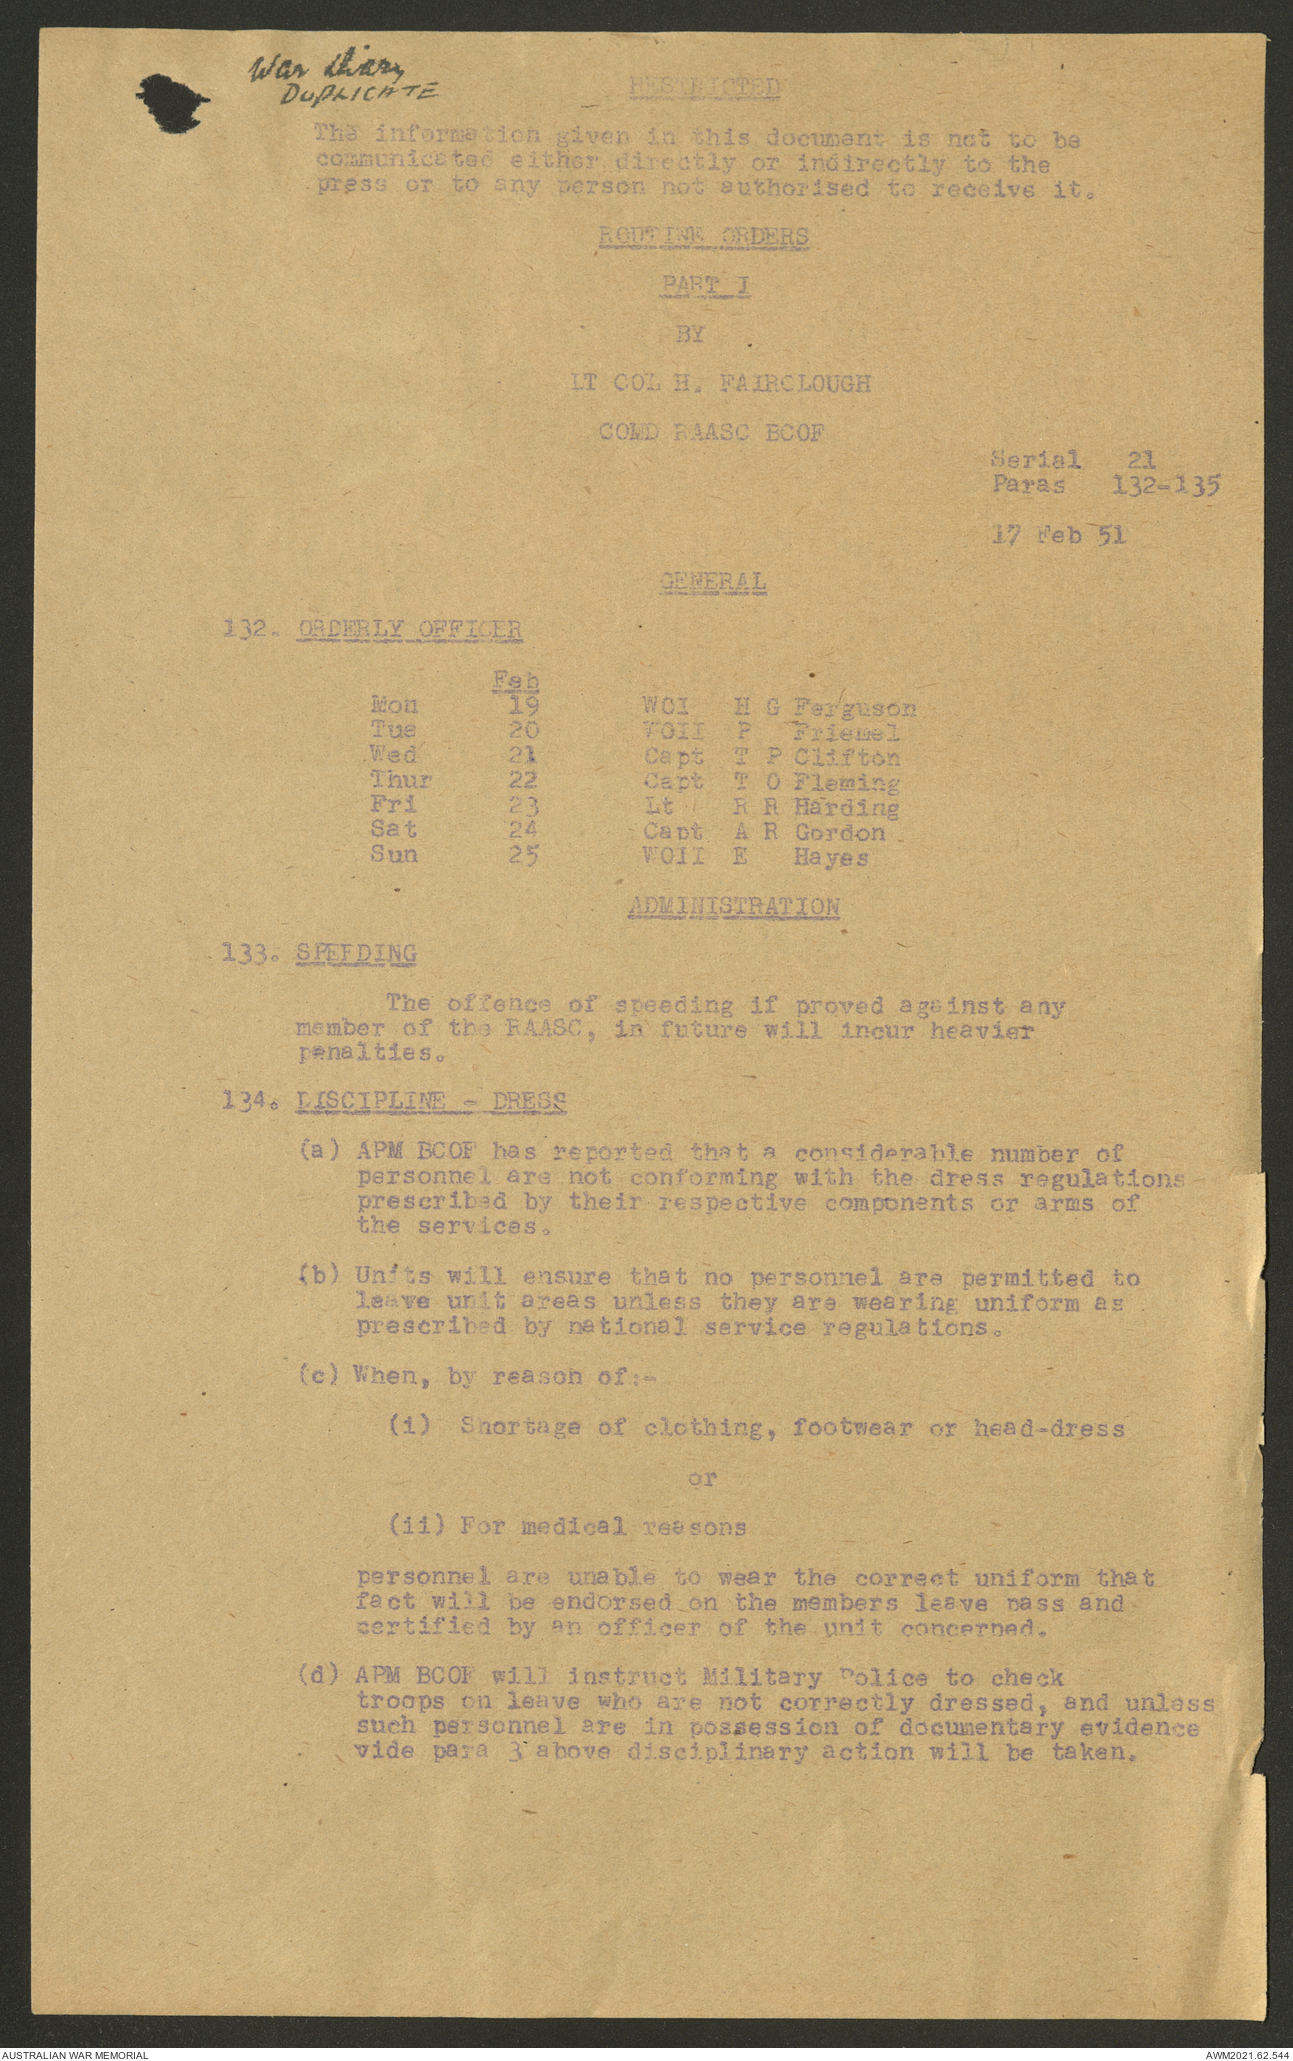 War Diary
DUPLICATE
RESTRICTED
The information given in this document is not to be
communicated either directly or indirectly to the
press or to any person not authorised to receive it.
ROUTINE ORDERS
PART I
BY
LT COL H. FAIRCLOUGH
COMD RAASC BCOF
Serial 21
Paras 132-135
17 Feb 51
GENERAL
132. ORDERLY OFFICER
Feb
Mon 19 WOI H G Ferguson
Tue 20 WOII P Friemel
Wed 21 Capt T P Clifton
Thur 22 Capt T O Fleming
Fri 23 Lt R R Harding
Sat 24 Capt A R Gordon
Sun 25 WOII E Hayes
ADMINISTRATION
133. SPEEDING
The offence of speeding if proved against any
member of the RAASC, in future will incur heavier
penalties.
134. DISCIPLINE - DRESS
(a) APM BCOF has reported that a considerable number of
personnel are not conforming with the dress regulations
prescribed by their respective components or arms of
the services.
(b) Units will ensure that no personnel are permitted to
leave unit areas unless they are wearing uniform as
prescribed by national service regulations.
(c) When, by reason of:-
(i) Shortage of clothing, footwear or head-dress
or
(ii) For medical reasons
personnel are unable to wear the correct uniform that
fact will be endorsed on the members leave pass and
certified by an officer of the unit concerned.
(d) APM BCOF will instruct Military Police to check
troops on leave who are not correctly dressed, and unless
such personnel are in possession of documentary evidence
vide para 3 above disciplinary action will be taken.
AUSTRALIAN WAR MEMORIAL
AWM2021.62.544